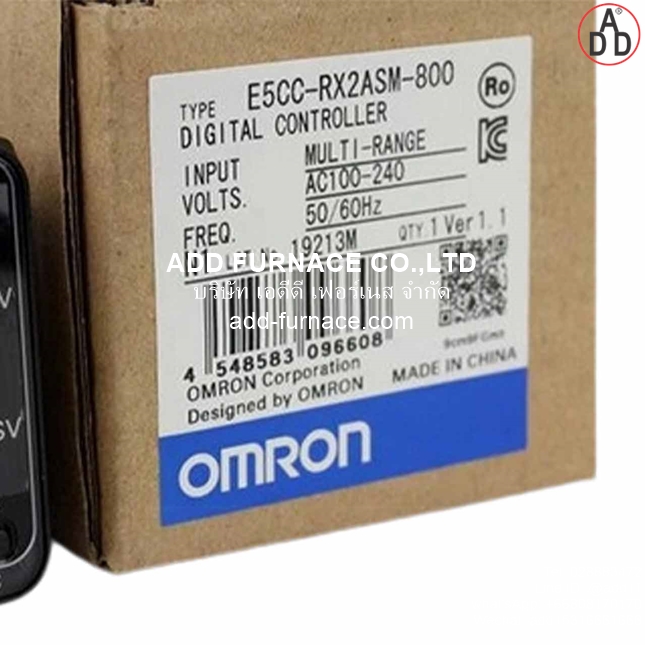 ADD
®
TYPE E5CC-RX2ASM-800
DIGITAL CONTROLLER
Ro
INPUT MULTI-RANGE
VOLTS. AC100-240
FREQ. 50/60Hz
19213M QTY.1 Ver1.1
ADD FURNACE CO.,LTD
บริษัท เอดีดี เฟอร์เนส จำกัด
add-furnace.com
4 548583 096608
OMRON Corporation
Designed by OMRON
MADE IN CHINA
OMRON
V
SV
S